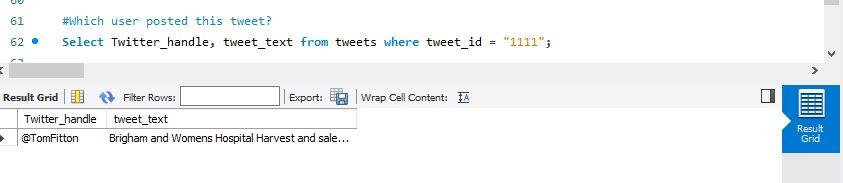 61 #Which user posted this tweet?
62 Select Twitter_handle, tweet_text from tweets where tweet_id = "1111";
Result Grid Filter Rows: Export: Wrap Cell Content:
Twitter_handle tweet_text
@TomFitton Brigham and Womens Hospital Harvest and sale...
Result
Grid